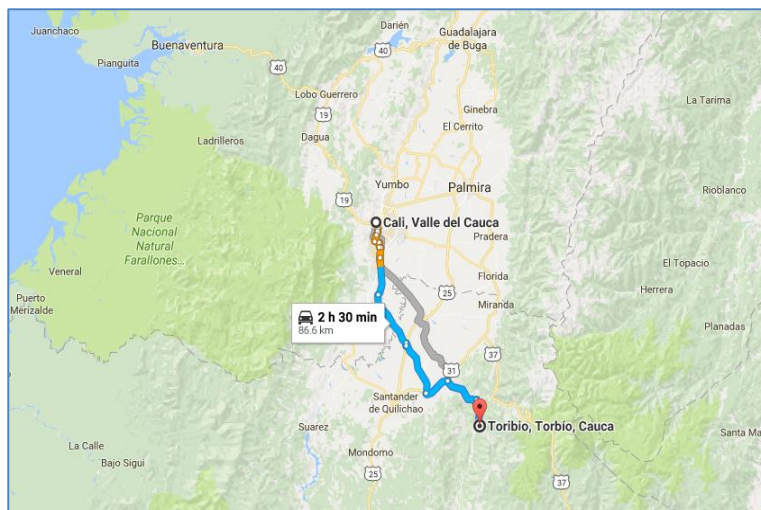 Juanchaco
Darién
Guadalajara
de Buga
Buenaventura
Pianguita
40
40
Lobo Guerrero
Ginebra
La Tarima
19
El Cerrito
Ladrilleros
Dagua
Yumbo
Palmira
Rioblanco
19
Cali, Valle del Cauca
Parque
Nacional
Natural
Farallones...
Pradera
El Topacio
Veneral
Florida
25
Herrera
Puerto
Merizalde
Miranda
2 h 30 min
86.6 km
Planadas
37
31
Santander
de Quilichao
Suarez
Toribio, Torbío, Cauca
Santa Ma
La Calle
Mondomo
Bajo Sigui
25
37